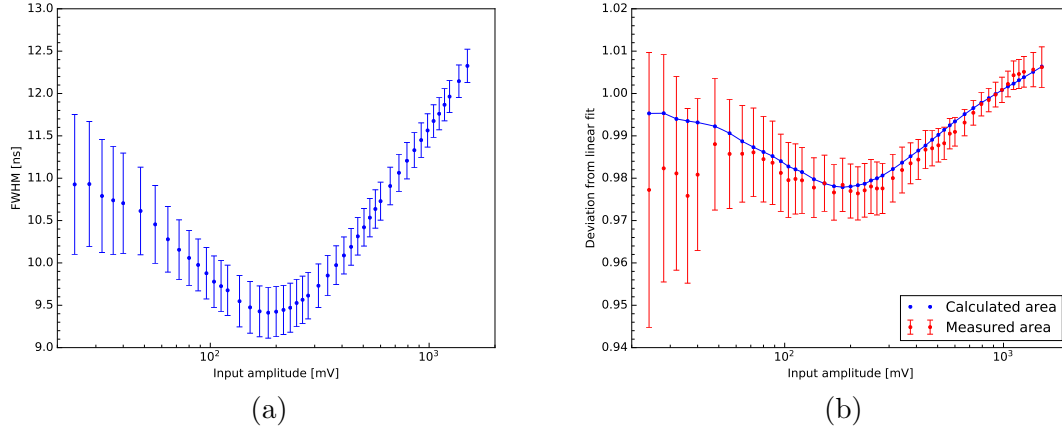 13.0
12.5
12.0
11.5
11.0
10.5
10.0
9.5
9.0
FWHM [ns]
10²
10³
Input amplitude [mV]
(a)
1.02
1.01
1.00
0.99
0.98
0.97
0.96
0.95
0.94
Deviation from linear fit
Calculated area
Measured area
10²
10³
Input amplitude [mV]
(b)